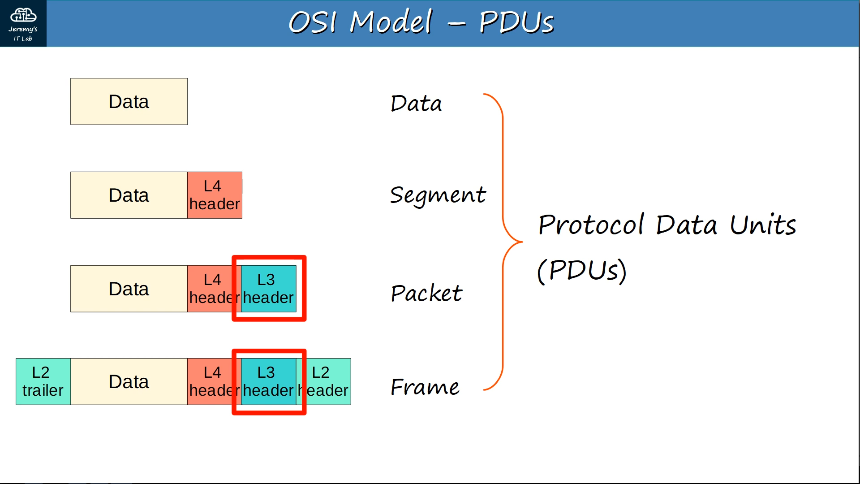 Jeremy's
IT Lab
OSI Model – PDUs
Data
Data
Data
L4
header
Segment
Protocol Data Units
(PDUs)
Data
L4
header
L3
header
Packet
L2
trailer
Data
L4
header
L3
header
L2
header
Frame